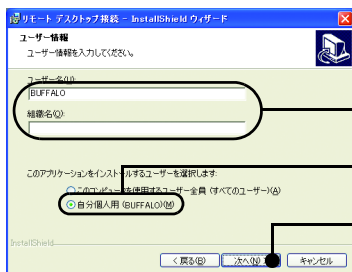 リモート デスクトップ接続 - InstallShield ウィザード
ユーザー情報
ユーザー情報を入力してください。
ユーザー名(U):
BUFFALO
組織名(O):
このアプリケーションをインストールするユーザーを選択します:
このコンピュータを使用するユーザー全員 (すべてのユーザー)(A)
自分個人用 (BUFFALO)(M)
InstallShield
< 戻る(B)
次へ(N) >
キャンセル